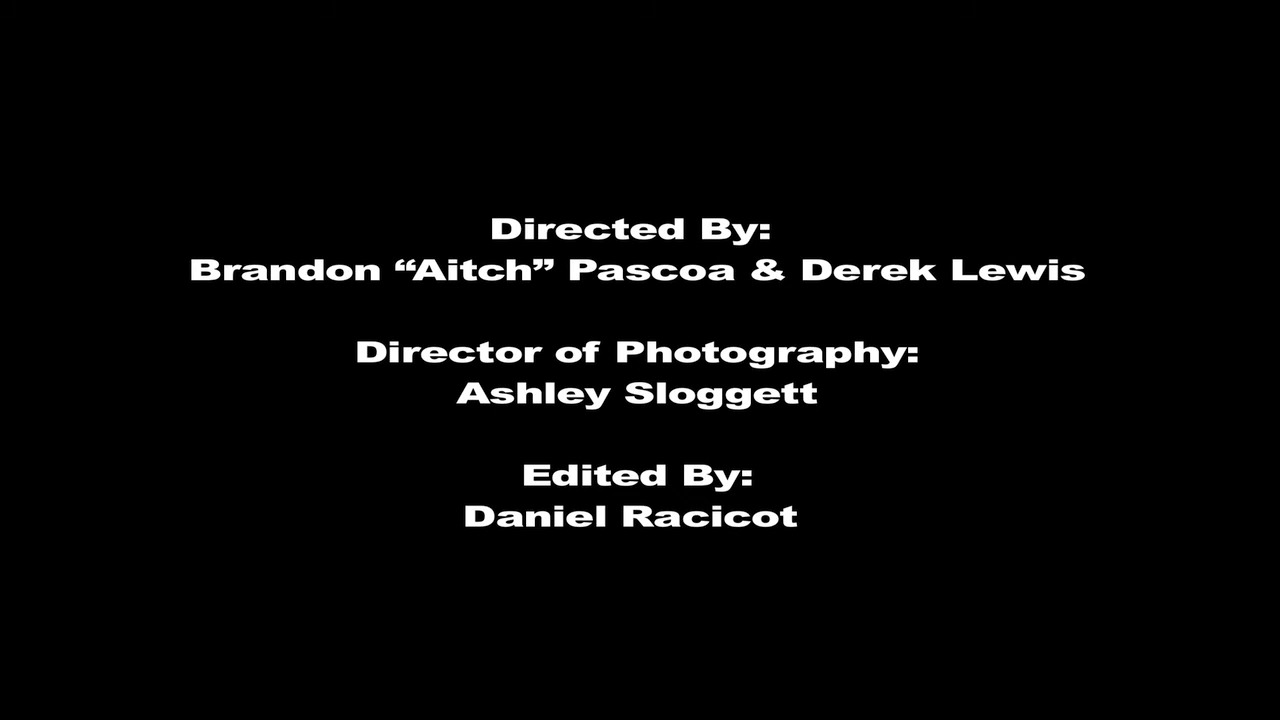 Directed By:
Brandon “Aitch” Pascoa & Derek Lewis
Director of Photography:
Ashley Sloggett
Edited By:
Daniel Racicot